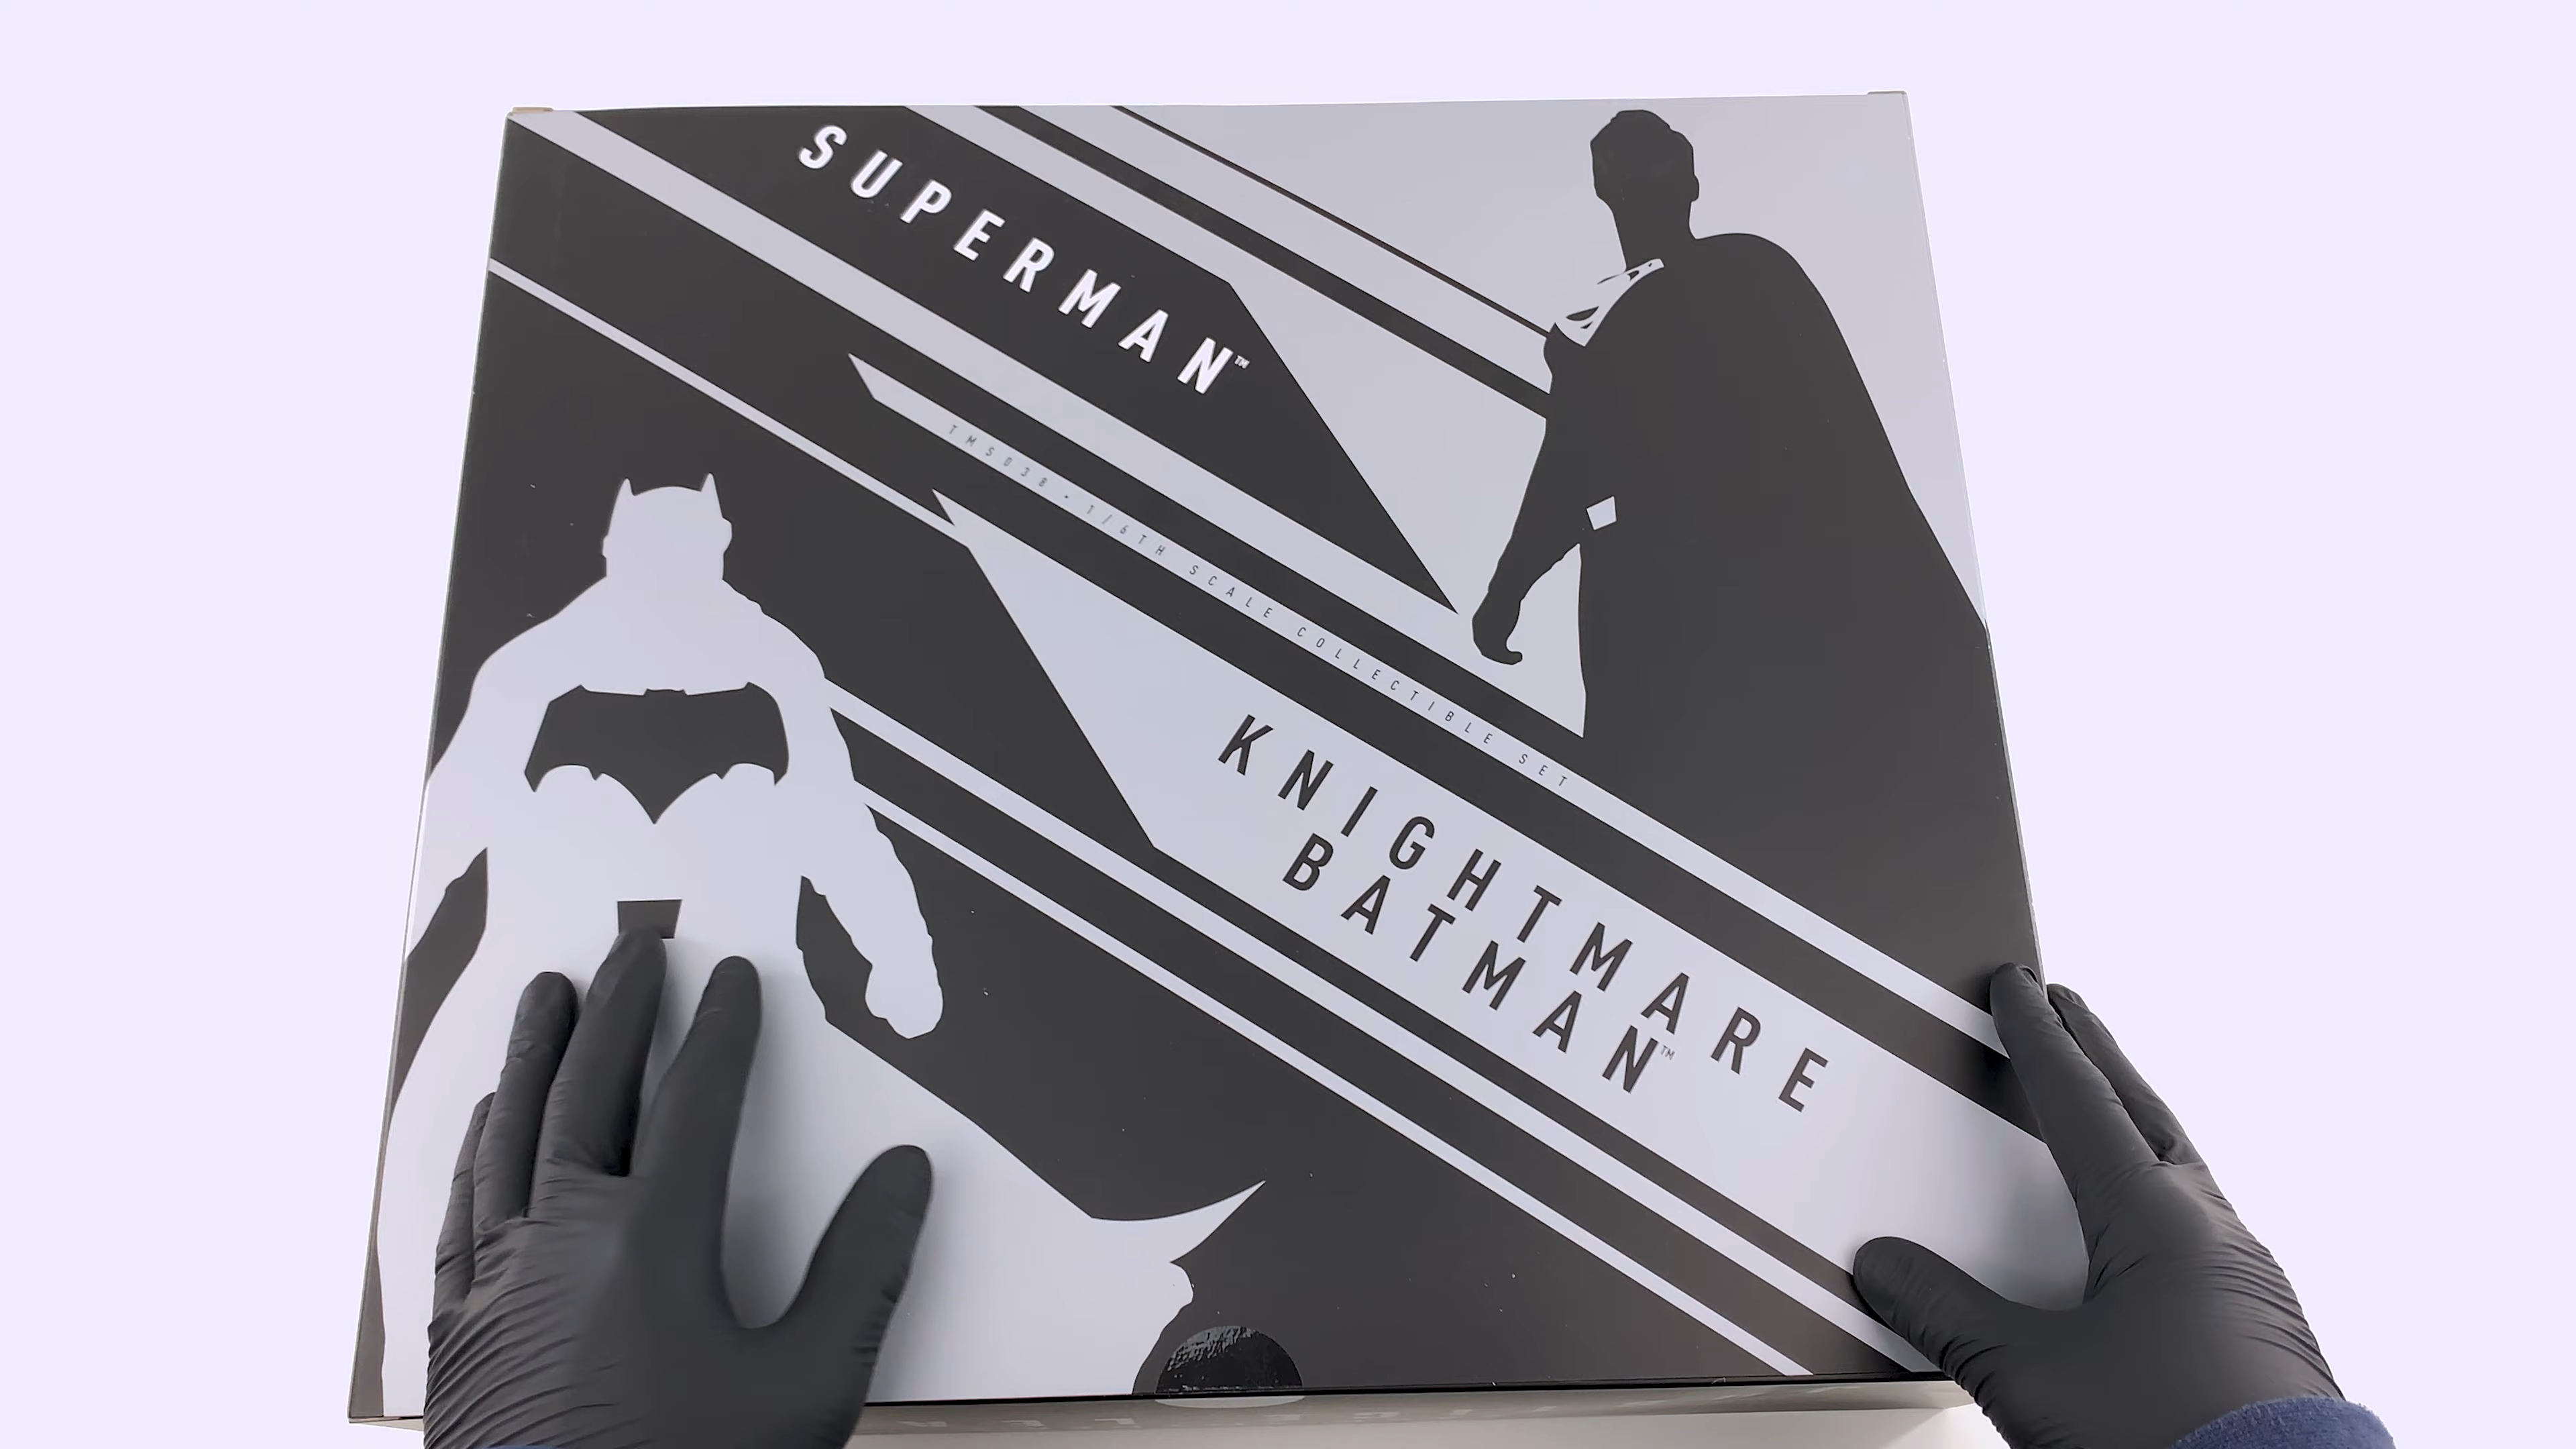 SUPERMAN™
TMS038 • 1/6TH SCALE COLLECTIBLE SET
KNIGHTMARE
BATMAN™